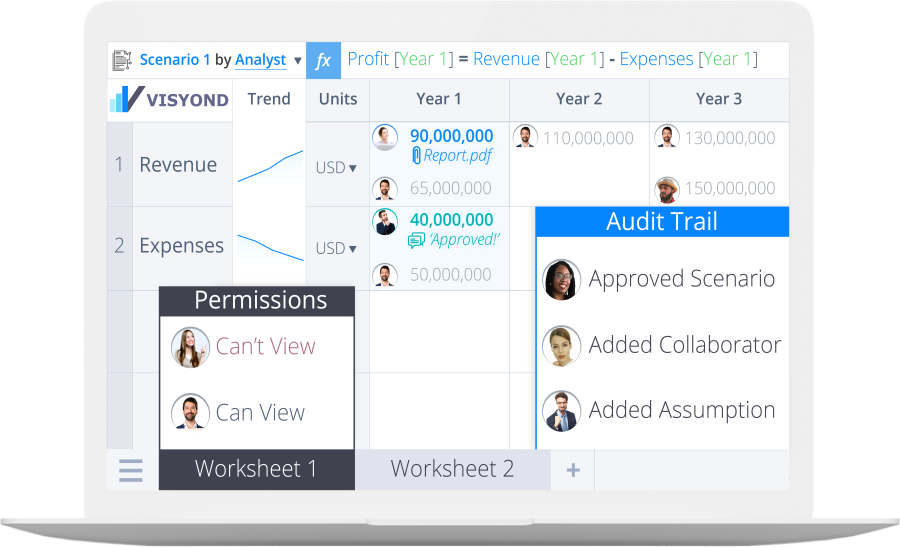 Scenario 1 by Analyst ▼ fx Profit [Year 1] = Revenue [Year 1] - Expenses [Year 1]
VISYOND Trend Units Year 1 Year 2 Year 3
90,000,000 110,000,000 130,000,000
1 Revenue USD ▼ Report.pdf
65,000,000 150,000,000
40,000,000 Audit Trail
2 Expenses USD ▼ 'Approved!'
50,000,000 Approved Scenario
Permissions
Can't View Added Collaborator
Can View Added Assumption
Worksheet 1 Worksheet 2 +